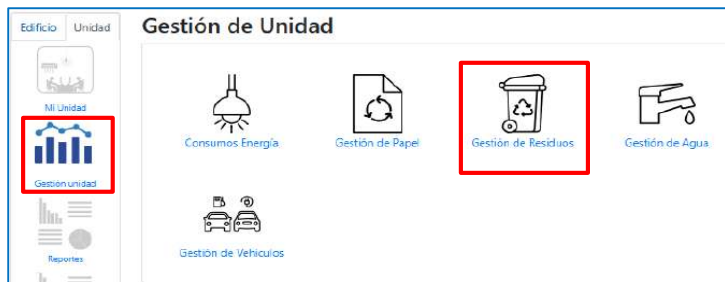 Edificio Unidad
Gestión de Unidad
Mi Unidad
Gestión unidad
Reportes
Consumos Energía
Gestión de Papel
Gestión de Residuos
Gestión de Agua
Gestión de Vehículos